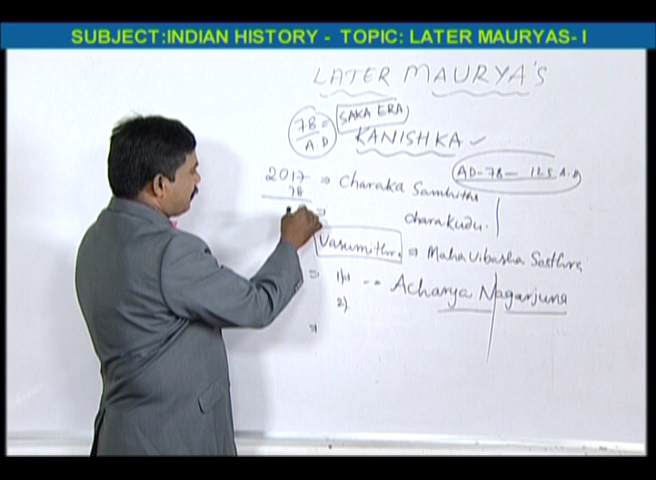 SUBJECT:INDIAN HISTORY - TOPIC: LATER MAURYAS- I
LATER MAURYA'S
78 = SAKA ERA
A.D
KANISHKA
AD-78 - 125 A.D
2017 ⇒ Charaka Samhitha
78
⇒ charakudu.
Vasumithra ⇒ Maha Vibasha Sasthra
⇒ 1) -- Acharya Nagarjuna
2)
⇒